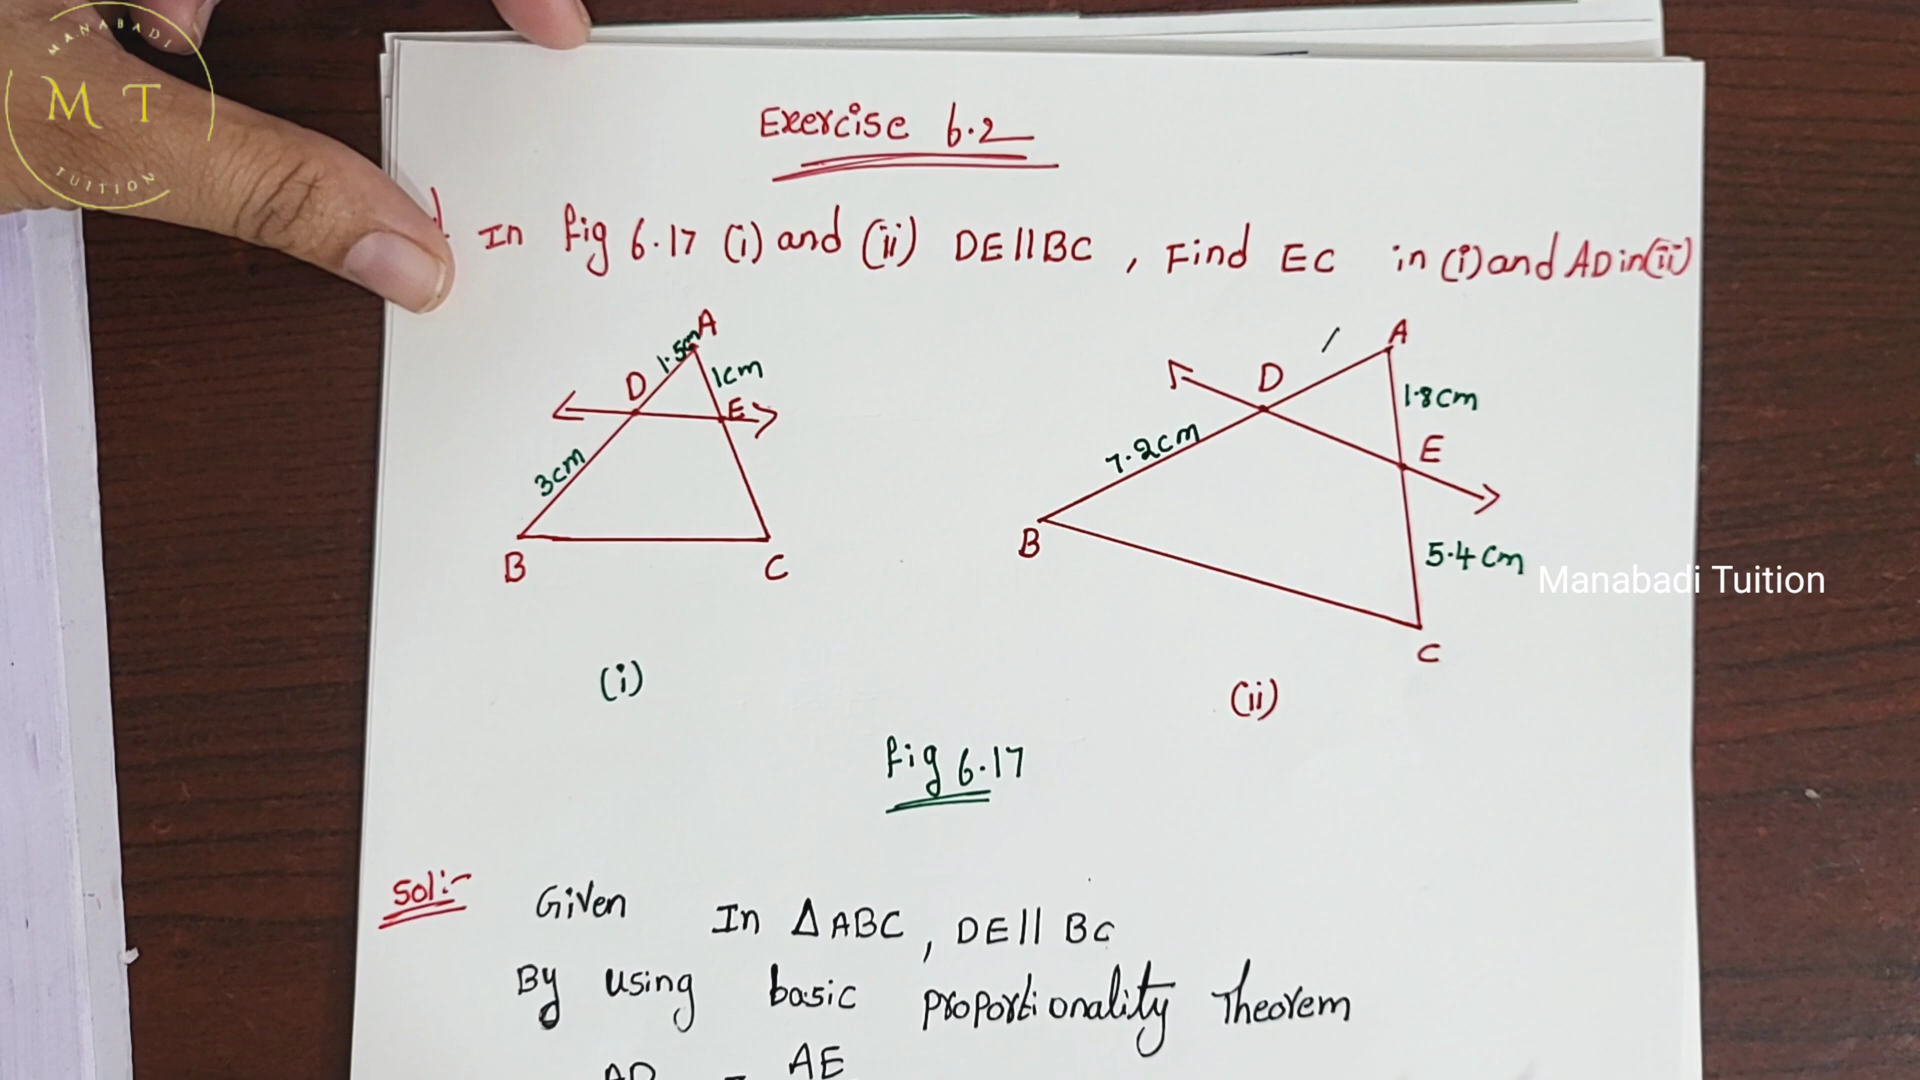 MANABADI
M T
TUITION
Exercise 6.2
In fig 6.17 (i) and (ii) DE||BC, Find EC in (i) and AD in (ii)
A
1.5cm
1cm
D
E
3cm
B
C
(i)
A
D
1.8cm
7.2cm
E
B
5.4cm
C
(ii)
Manabadi Tuition
fig 6.17
Sol:- Given In ΔABC, DE || BC
By using basic proportionality Theorem
AD = AE